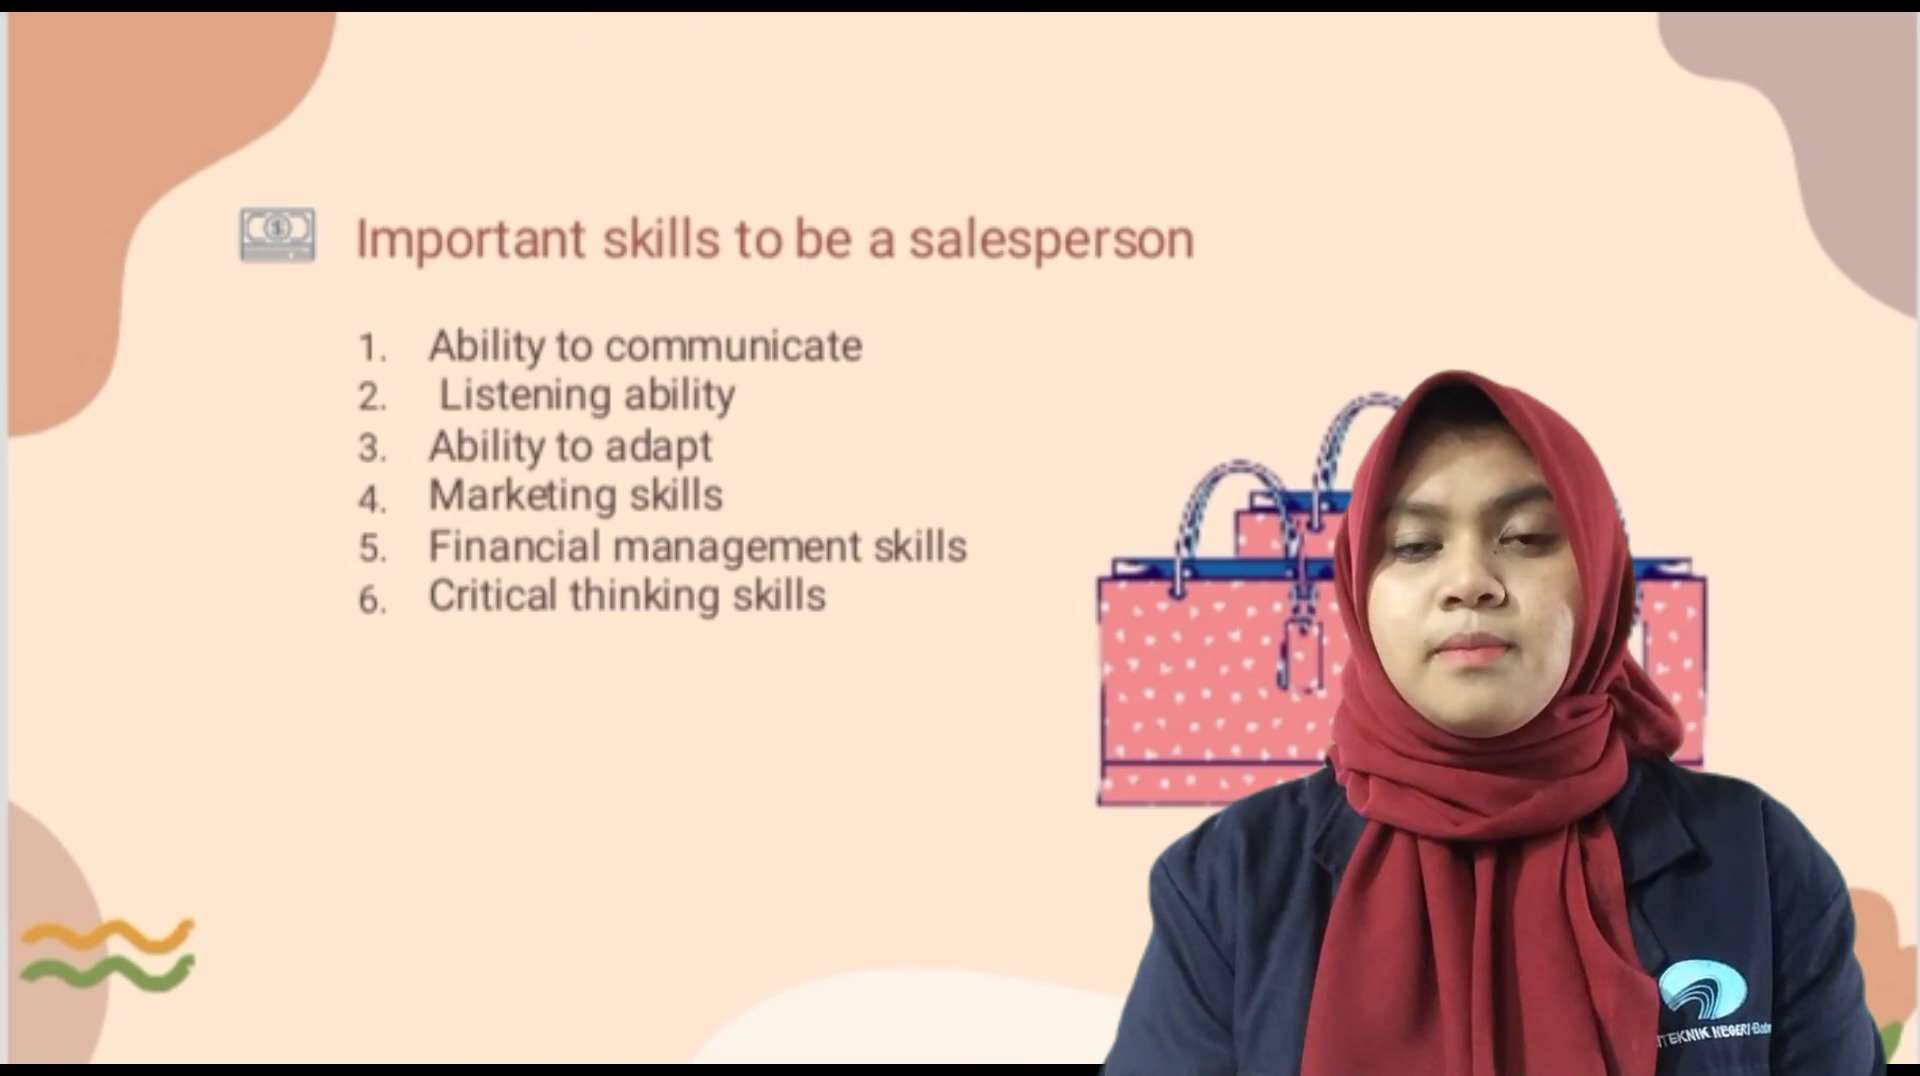 Important skills to be a salesperson
1. Ability to communicate
2. Listening ability
3. Ability to adapt
4. Marketing skills
5. Financial management skills
6. Critical thinking skills
NEGERI